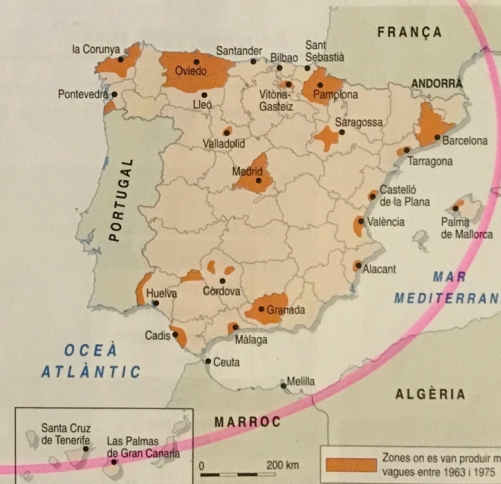 FRANÇA
la Corunya
Santander
Bilbao
Sant
Sebastià
Oviedo
ANDORRA
Pontevedra
Lleó
Vitòria-
Gasteiz
Pamplona
Saragossa
Valladolid
Barcelona
Tarragona
Madrid
PORTUGAL
Castelló
de la Plana
València
Palma
de Mallorca
Alacant
MAR
MEDITERRAN
Huelva
Còrdova
Granada
Cadis
Màlaga
OCEÀ
ATLÀNTIC
Ceuta
Melilla
ALGÈRIA
MARROC
Santa Cruz
de Tenerife
Las Palmas
de Gran Canaria
0 200 km
Zones on es van produir m
vagues entre 1963 i 1975